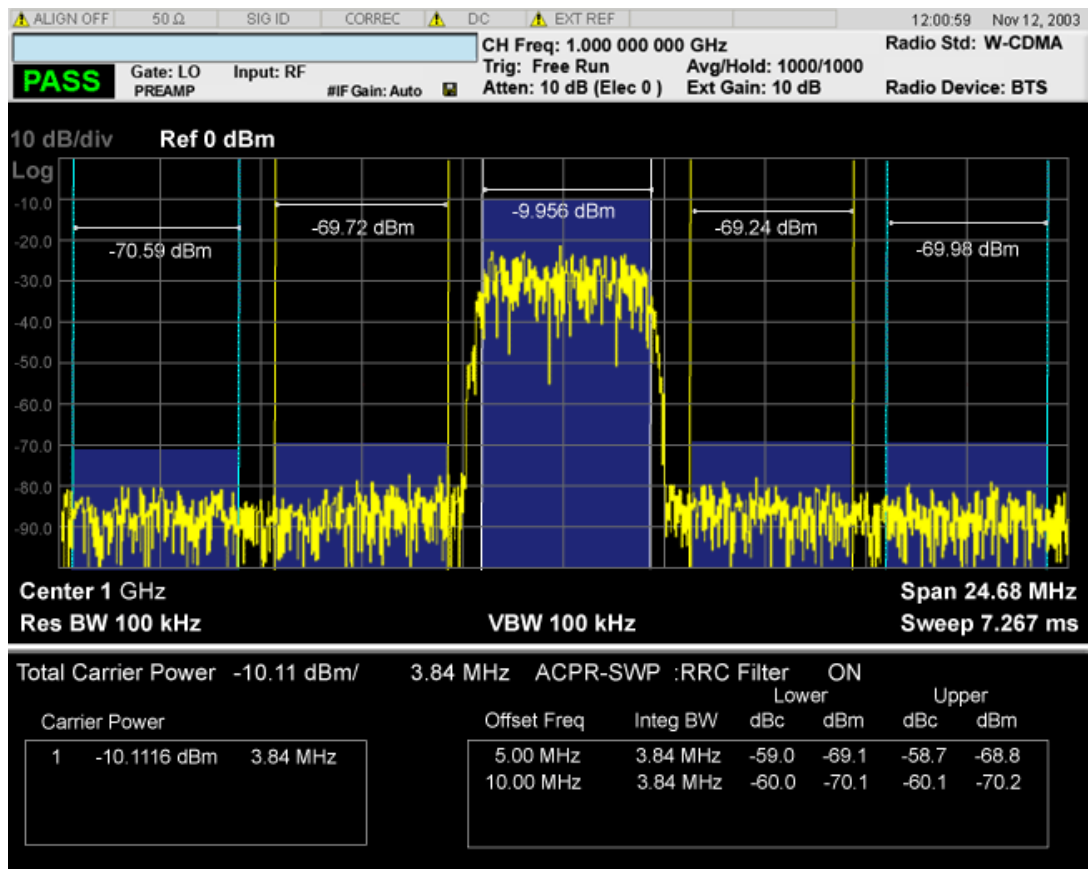 ALIGN OFF 50 Ω SIG ID CORREC DC EXT REF 12:00:59 Nov 12, 2003
CH Freq: 1.000 000 000 GHz Radio Std: W-CDMA
PASS Gate: LO Input: RF Trig: Free Run Avg/Hold: 1000/1000
PREAMP #IF Gain: Auto Atten: 10 dB (Elec 0 ) Ext Gain: 10 dB Radio Device: BTS
10 dB/div Ref 0 dBm
Log
-10.0
-9.956 dBm
-69.72 dBm -69.24 dBm
-20.0
-70.59 dBm -69.98 dBm
-30.0
-40.0
-50.0
-60.0
-70.0
-80.0
-90.0
Center 1 GHz Span 24.68 MHz
Res BW 100 kHz VBW 100 kHz Sweep 7.267 ms
Total Carrier Power -10.11 dBm/ 3.84 MHz ACPR-SWP :RRC Filter ON
Lower Upper
Carrier Power Offset Freq Integ BW dBc dBm dBc dBm
1 -10.1116 dBm 3.84 MHz 5.00 MHz 3.84 MHz -59.0 -69.1 -58.7 -68.8
10.00 MHz 3.84 MHz -60.0 -70.1 -60.1 -70.2